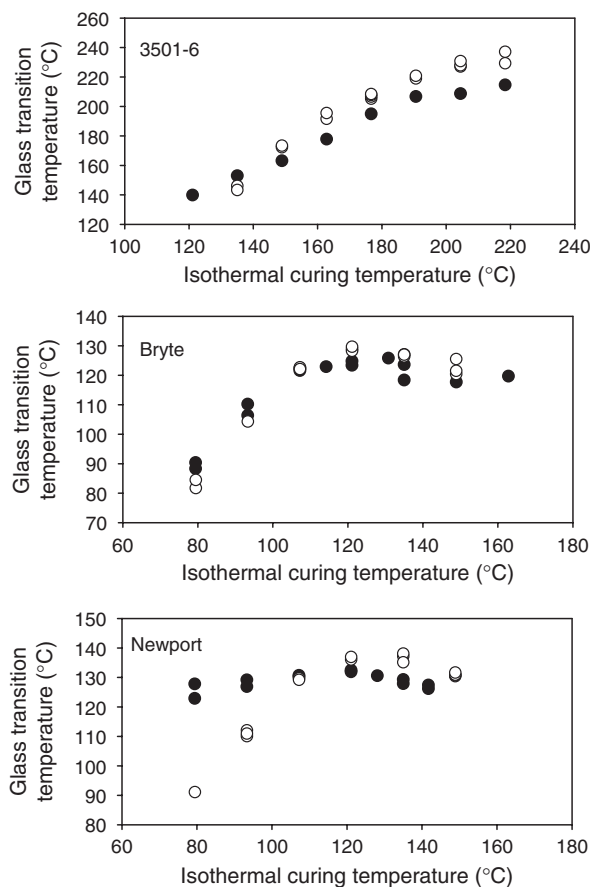 260
240
3501-6
220
200
180
160
140
120
Glass transition
temperature (°C)
100 120 140 160 180 200 220 240
Isothermal curing temperature (°C)
140
130
Bryte
120
110
100
90
80
70
Glass transition
temperature (°C)
60 80 100 120 140 160 180
Isothermal curing temperature (°C)
150
140
Newport
130
120
110
100
90
80
Glass transition
temperature (°C)
60 80 100 120 140 160 180
Isothermal curing temperature (°C)